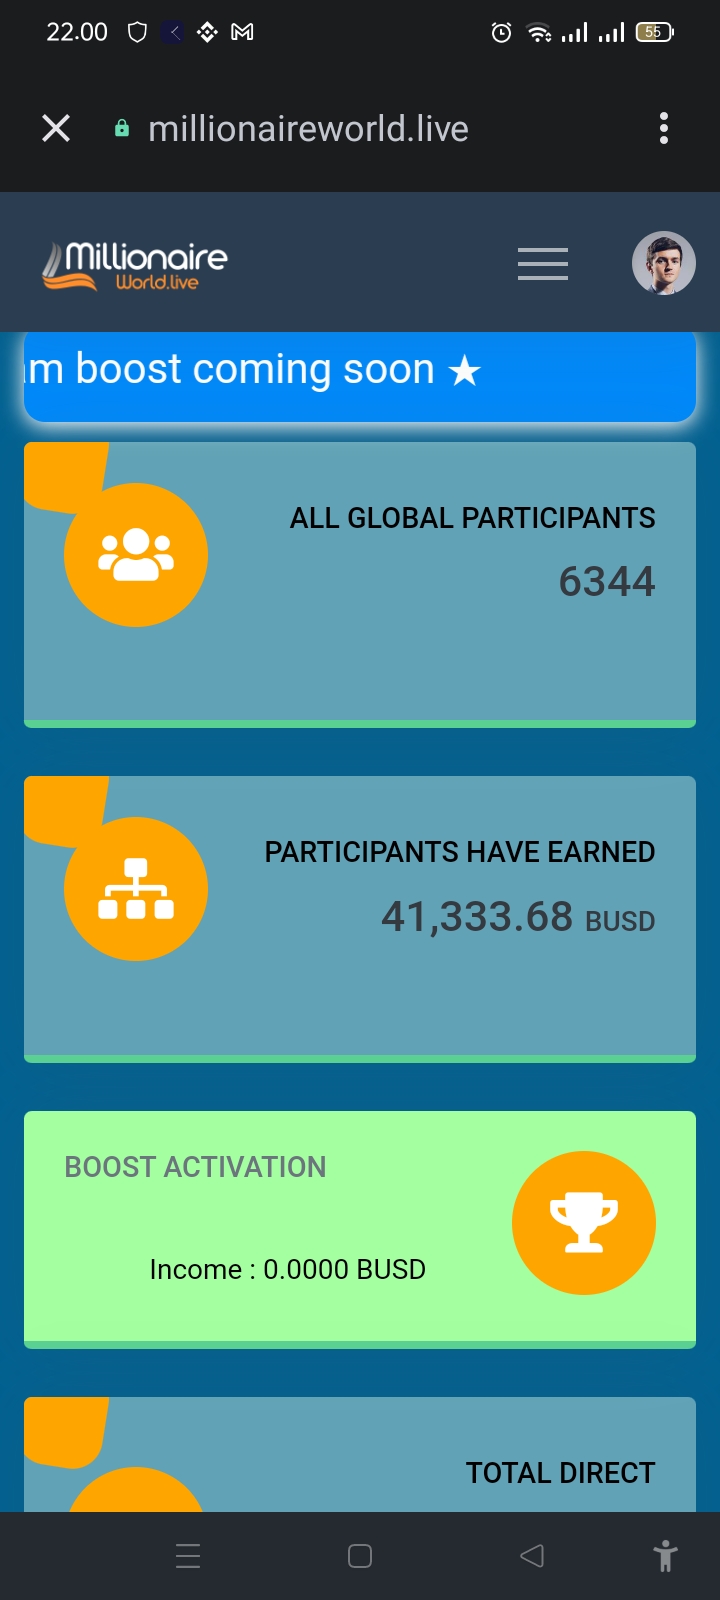 22.00
55
millionaireworld.live
Millionaire
World.live
am boost coming soon ★
ALL GLOBAL PARTICIPANTS
6344
PARTICIPANTS HAVE EARNED
41,333.68 BUSD
BOOST ACTIVATION
Income : 0.0000 BUSD
TOTAL DIRECT